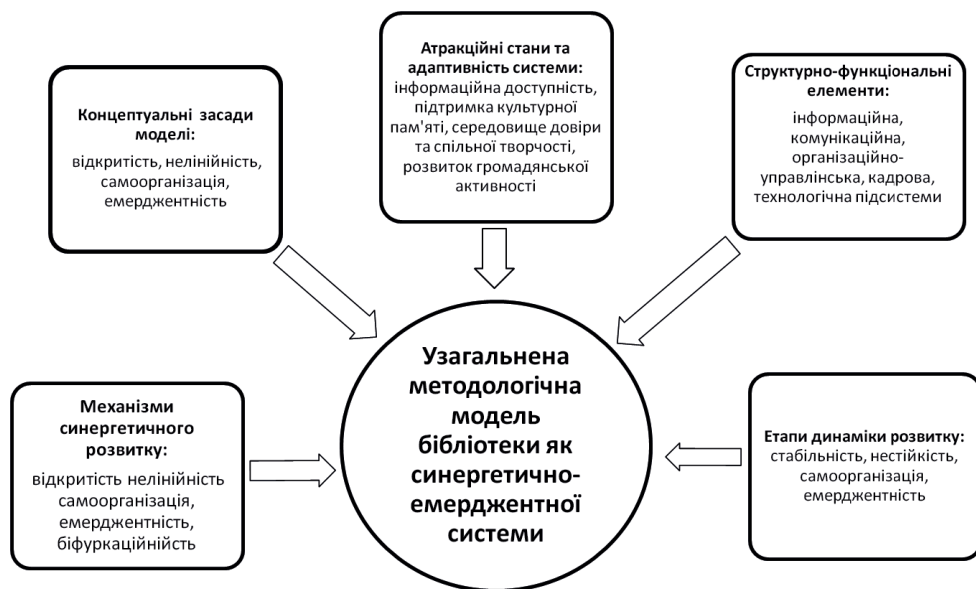 Концептуальні засади
моделі:
відкритість, нелінійність,
самоорганізація,
емерджентність
Атракційні стани та
адаптивність системи:
інформаційна доступність,
підтримка культурної
пам'яті, середовище довіри
та спільної творчості,
розвиток громадянської
активності
Структурно-функціональні
елементи:
інформаційна,
комунікаційна,
організаційно-
управлінська, кадрова,
технологічна підсистеми
Механізми
синергетичного
розвитку:
відкритість нелінійність
самоорганізація,
емерджентність,
біфуркаційнійсть
Узагальнена
методологічна
модель
бібліотеки як
синергетично-
емерджентної
системи
Етапи динаміки розвитку:
стабільність, нестійкість,
самоорганізація,
емерджентність